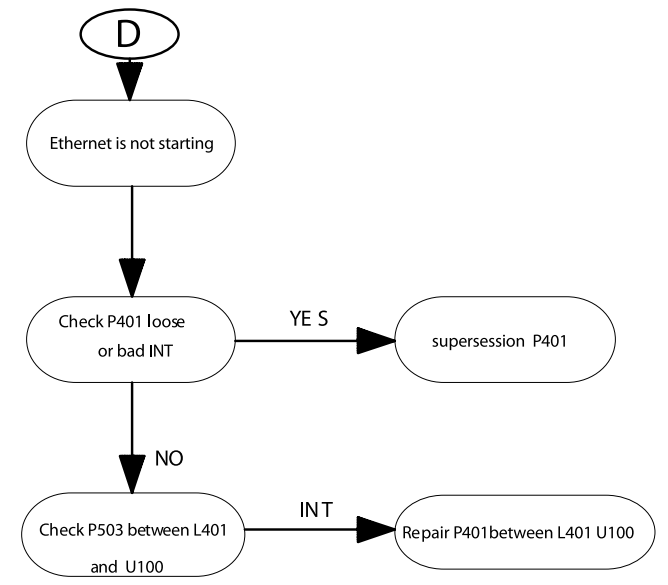 D
Ethernet is not starting
Check P401 loose
or bad INT
YES
supersession P401
NO
Check P503 between L401
and U100
INT
Repair P401between L401 U100